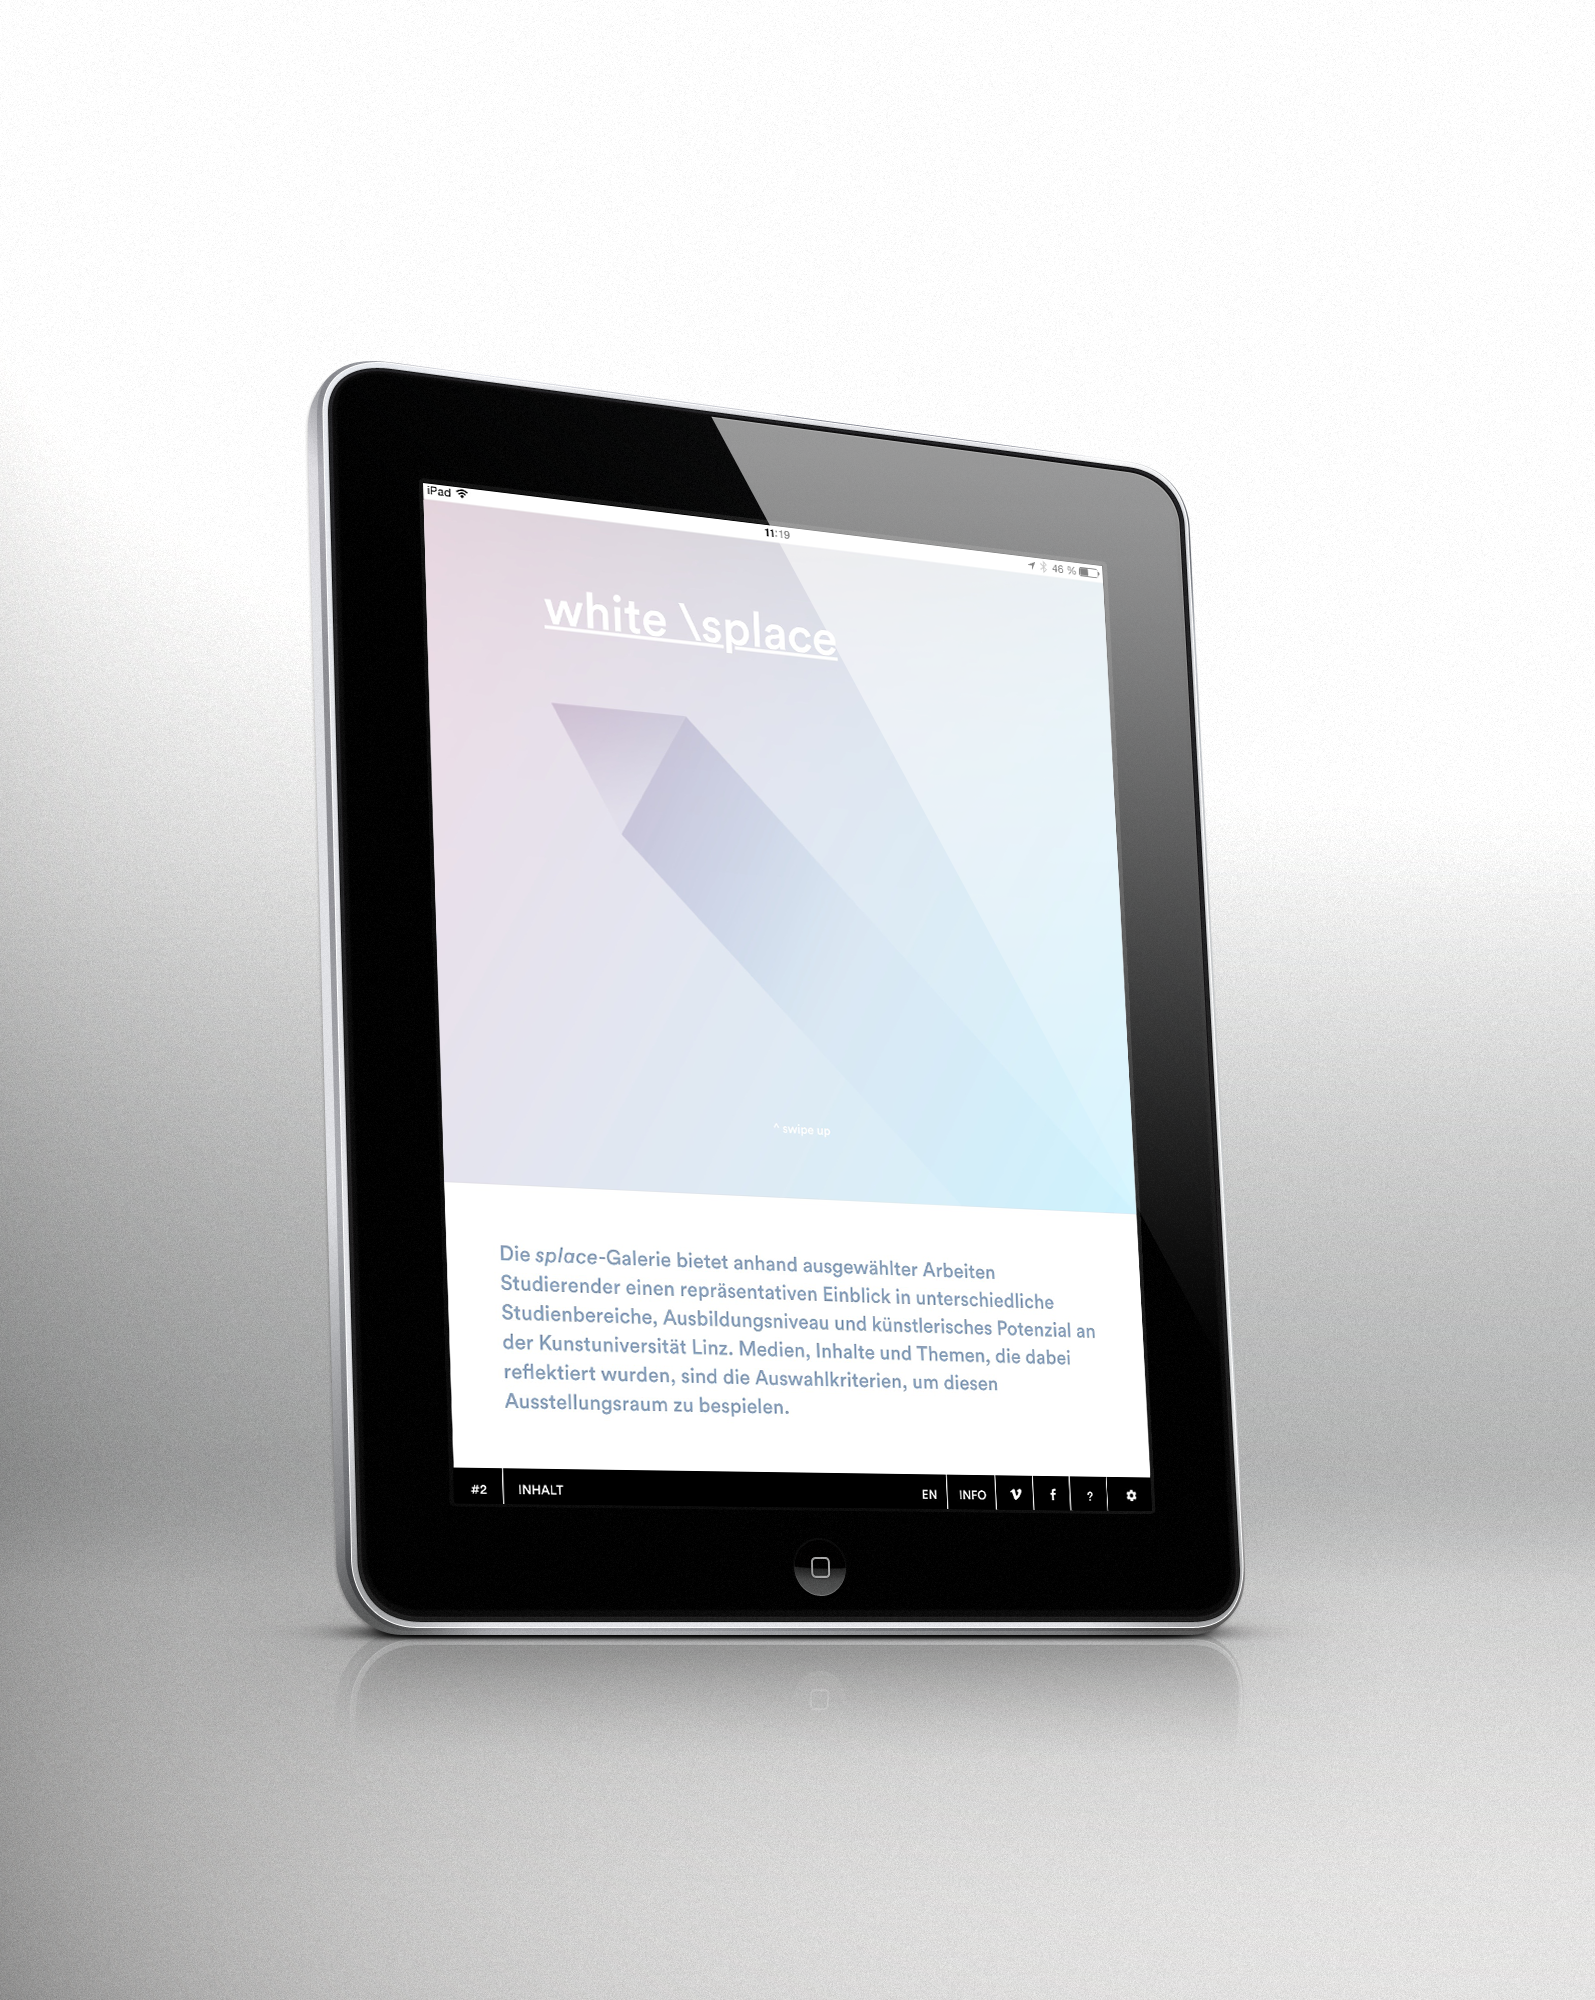 iPad
11:19
46 %
white \splace
^ swipe up
Die splace-Galerie bietet anhand ausgewählter Arbeiten
Studierender einen repräsentativen Einblick in unterschiedliche
Studienbereiche, Ausbildungsniveau und künstlerisches Potenzial an
der Kunstuniversität Linz. Medien, Inhalte und Themen, die dabei
reflektiert wurden, sind die Auswahlkriterien, um diesen
Ausstellungsraum zu bespielen.
#2 INHALT EN INFO ?